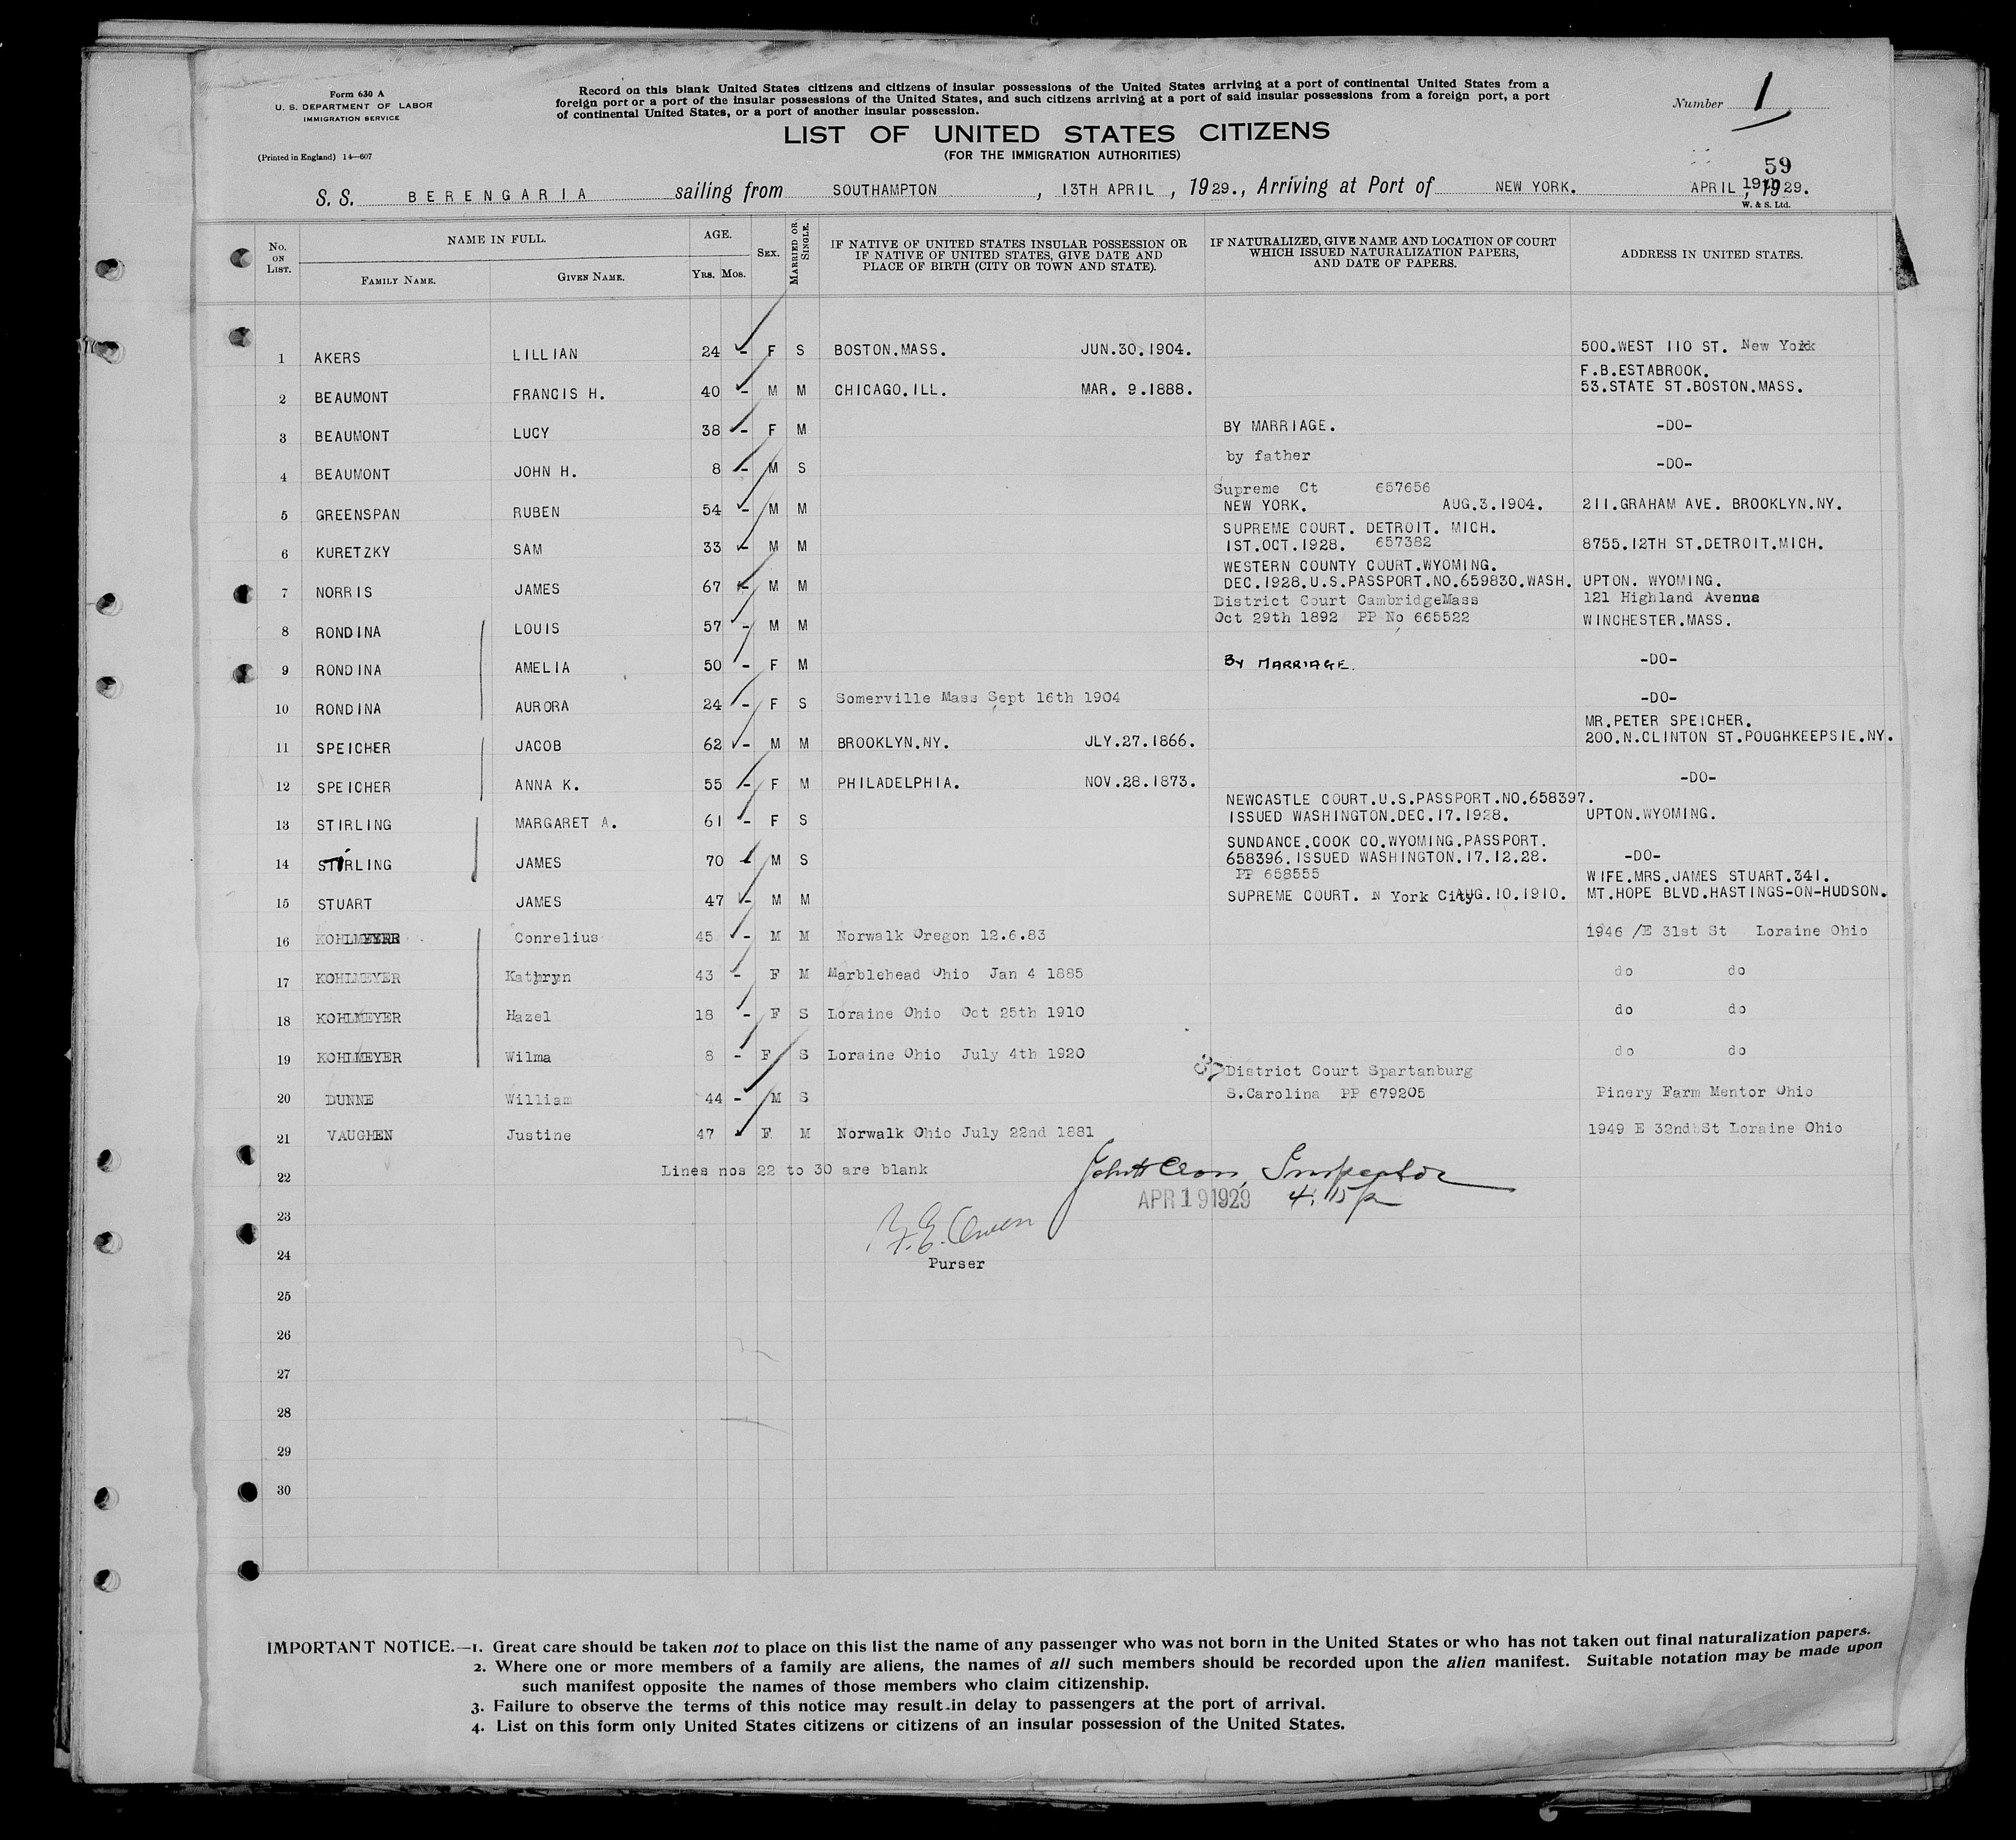 Form 630 A
U. S. DEPARTMENT OF LABOR
IMMIGRATION SERVICE
(Printed in England) 14—607
Record on this blank United States citizens and citizens of insular possessions of the United States arriving at a port of continental United States from a
foreign port or a port of the insular possessions of the United States, and such citizens arriving at a port of said insular possessions from a foreign port, a port
of continental United States, or a port of another insular possession.
Number 1
LIST OF UNITED STATES CITIZENS
(FOR THE IMMIGRATION AUTHORITIES)
59
S. S. BERENGARIA sailing from SOUTHAMPTON, 13TH APRIL, 1929., Arriving at Port of NEW YORK. APRIL 19th, 1929.
W. & S. Ltd.
No. ON LIST. NAME IN FULL. AGE. SEX. MARRIED OR SINGLE. IF NATIVE OF UNITED STATES INSULAR POSSESSION OR IF NATIVE OF UNITED STATES, GIVE DATE AND PLACE OF BIRTH (CITY OR TOWN AND STATE). IF NATURALIZED, GIVE NAME AND LOCATION OF COURT WHICH ISSUED NATURALIZATION PAPERS, AND DATE OF PAPERS. ADDRESS IN UNITED STATES.
FAMILY NAME. GIVEN NAME. YRS. MOS.
1 AKERS LILLIAN 24 - F S BOSTON.MASS. JUN.30.1904. 500.WEST 110 ST. New York
F.B.ESTABROOK.
2 BEAUMONT FRANCIS H. 40 - M M CHICAGO.ILL. MAR. 9.1888. 53.STATE ST.BOSTON.MASS.
3 BEAUMONT LUCY 38 - F M BY MARRIAGE. -DO-
4 BEAUMONT JOHN H. 8 - M S by father -DO-
Supreme Ct 657656
5 GREENSPAN RUBEN 54 - M M NEW YORK. AUG.3.1904. 211.GRAHAM AVE. BROOKLYN.NY.
SUPREME COURT. DETROIT. MICH.
6 KURETZKY SAM 33 - M M 1ST.OCT.1928. 657382 8755.12TH ST.DETROIT.MICH.
WESTERN COUNTY COURT.WYOMING.
7 NORRIS JAMES 67 - M M DEC.1928.U.S.PASSPORT.NO.659830.WASH. UPTON. WYOMING.
District Court CambridgeMass 121 Highland Avenue
8 RONDINA LOUIS 57 - M M Oct 29th 1892 PP No 665522 WINCHESTER.MASS.
9 RONDINA AMELIA 50 - F M By MARRIAGE. -DO-
10 RONDINA AURORA 24 - F S Somerville Mass Sept 16th 1904 -DO-
MR.PETER SPEICHER.
11 SPEICHER JACOB 62 - M M BROOKLYN.NY. JLY.27.1866. 200.N.CLINTON ST.POUGHKEEPSIE.NY.
12 SPEICHER ANNA K. 55 - F M PHILADELPHIA. NOV.28.1873. -DO-
NEWCASTLE COURT.U.S.PASSPORT.NO.658397.
13 STIRLING MARGARET A. 61 - F S ISSUED WASHINGTON.DEC.17.1928. UPTON.WYOMING.
SUNDANCE.COOK CO.WYOMING.PASSPORT.
14 STIRLING JAMES 70 - M S 658396.ISSUED WASHINGTON.17.12.28. -DO-
PP 658555 WIFE.MRS.JAMES STUART.341.
15 STUART JAMES 47 - M M SUPREME COURT. N York City AUG.10.1910. MT.HOPE BLVD.HASTINGS-ON-HUDSON.
16 KOHLMEYER Conrelius 45 - M M Norwalk Oregon 12.6.83 1946 /E 31st St Loraine Ohio
17 KOHLMEYER Kathryn 43 - F M Marblehead Ohio Jan 4 1885 do do
18 KOHLMEYER Hazel 18 - F S Loraine Ohio Oct 25th 1910 do do
19 KOHLMEYER Wilma 8 - F S Loraine Ohio July 4th 1920 do do
District Court Spartanburg
20 DUNNE William 44 - M S S.Carolina PP 679205 Pinery Farm Mentor Ohio
21 VAUGHEN Justine 47 F M Norwalk Ohio July 22nd 1881 1949 E 32nd St Loraine Ohio
22 Lines nos 22 to 30 are blank Inspector
APR 19 1929 4:15 p
23
24
Purser
25
26
27
28
29
30
IMPORTANT NOTICE.—1. Great care should be taken not to place on this list the name of any passenger who was not born in the United States or who has not taken out final naturalization papers.
2. Where one or more members of a family are aliens, the names of all such members should be recorded upon the alien manifest. Suitable notation may be made upon
such manifest opposite the names of those members who claim citizenship.
3. Failure to observe the terms of this notice may result in delay to passengers at the port of arrival.
4. List on this form only United States citizens or citizens of an insular possession of the United States.